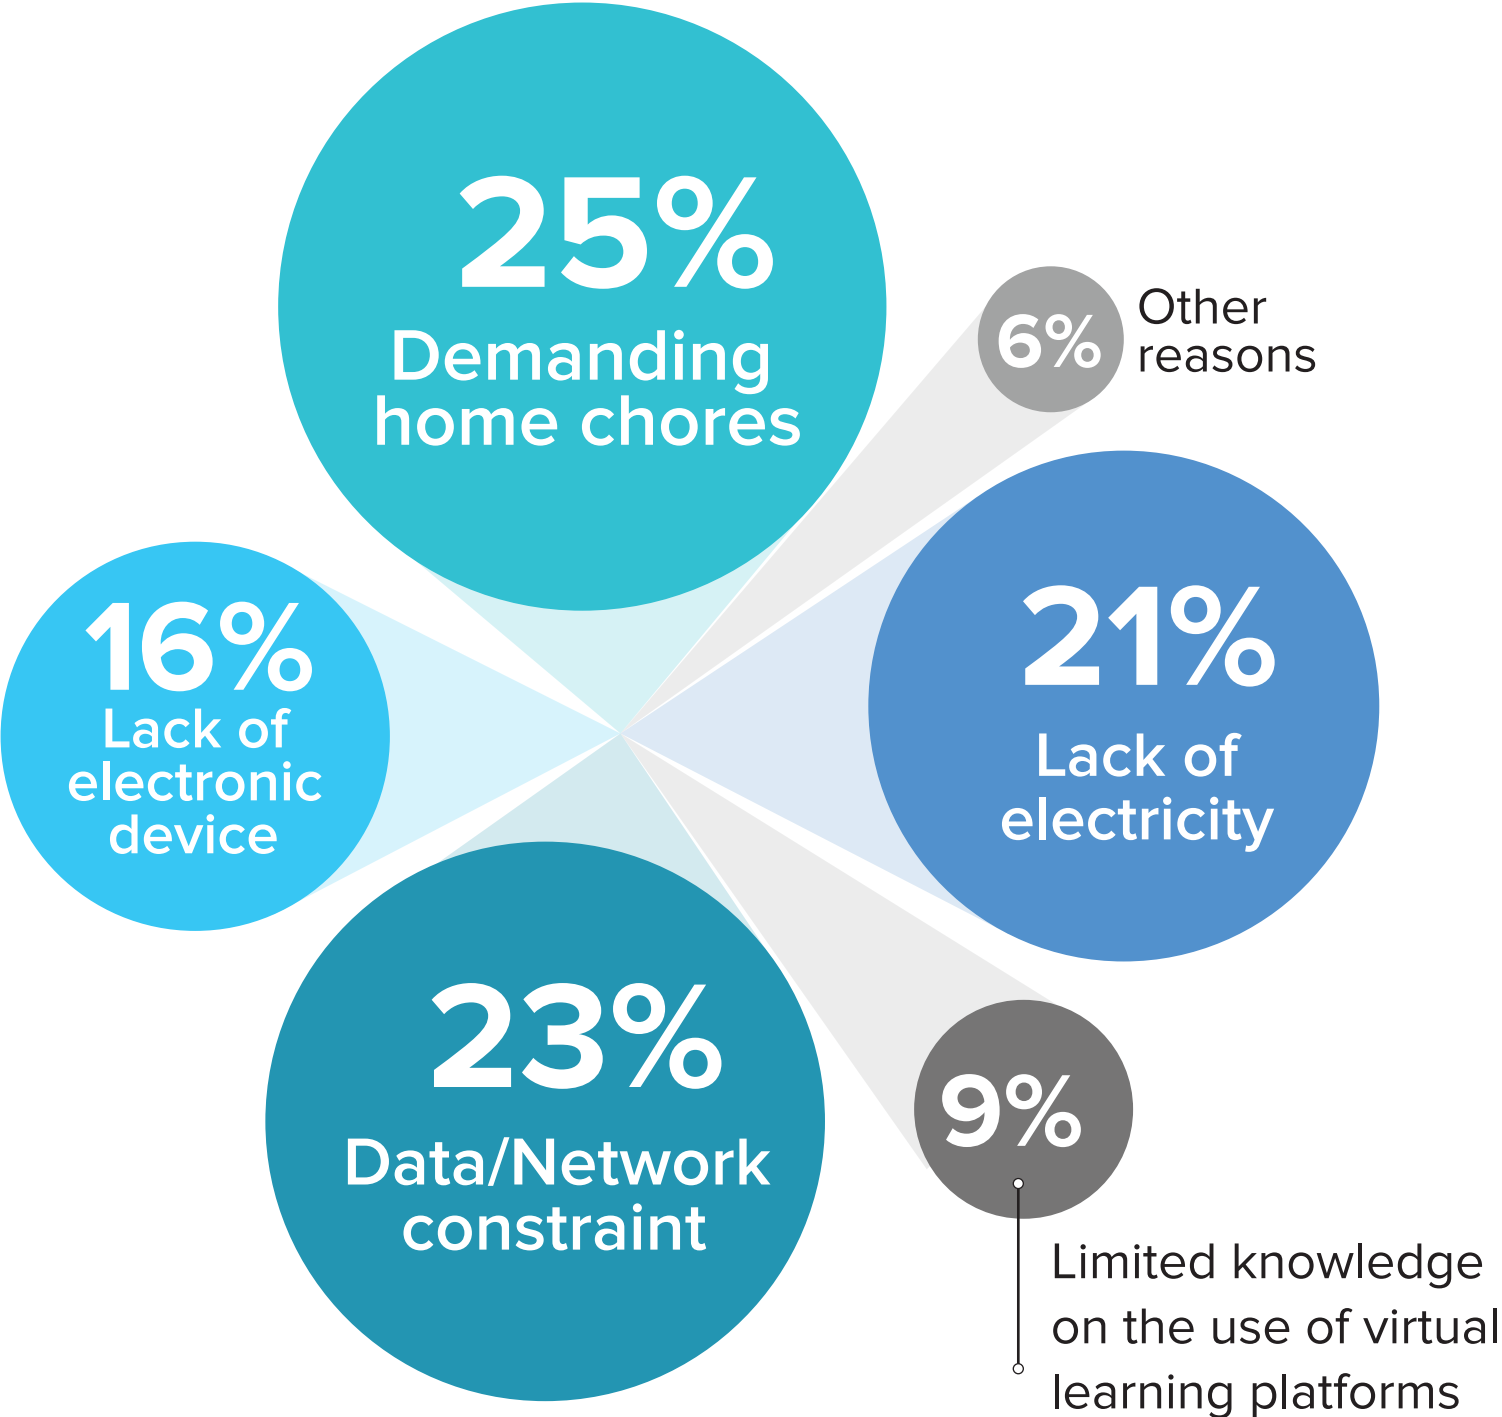 25%
Demanding
home chores
6%
Other
reasons
16%
Lack of
electronic
device
21%
Lack of
electricity
23%
Data/Network
constraint
9%
Limited knowledge
on the use of virtual
learning platforms